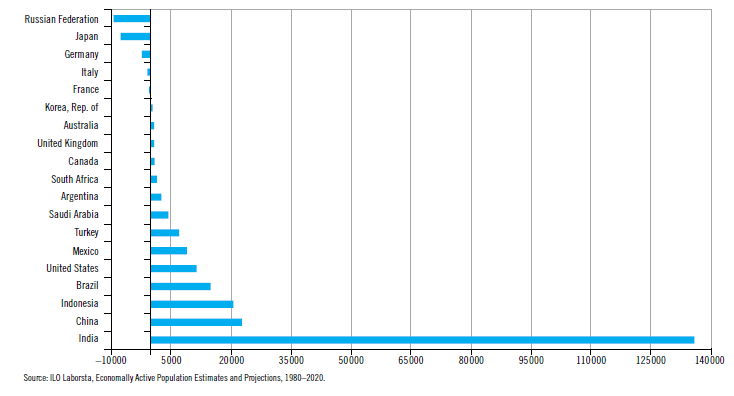 Russian Federation
Japan
Germany
Italy
France
Korea, Rep. of
Australia
United Kingdom
Canada
South Africa
Argentina
Saudi Arabia
Turkey
Mexico
United States
Brazil
Indonesia
China
India
–10000 5000 20000 35000 50000 65000 80000 95000 110000 125000 140000
Source: ILO Laborsta, Economally Active Population Estimates and Projections, 1980–2020.